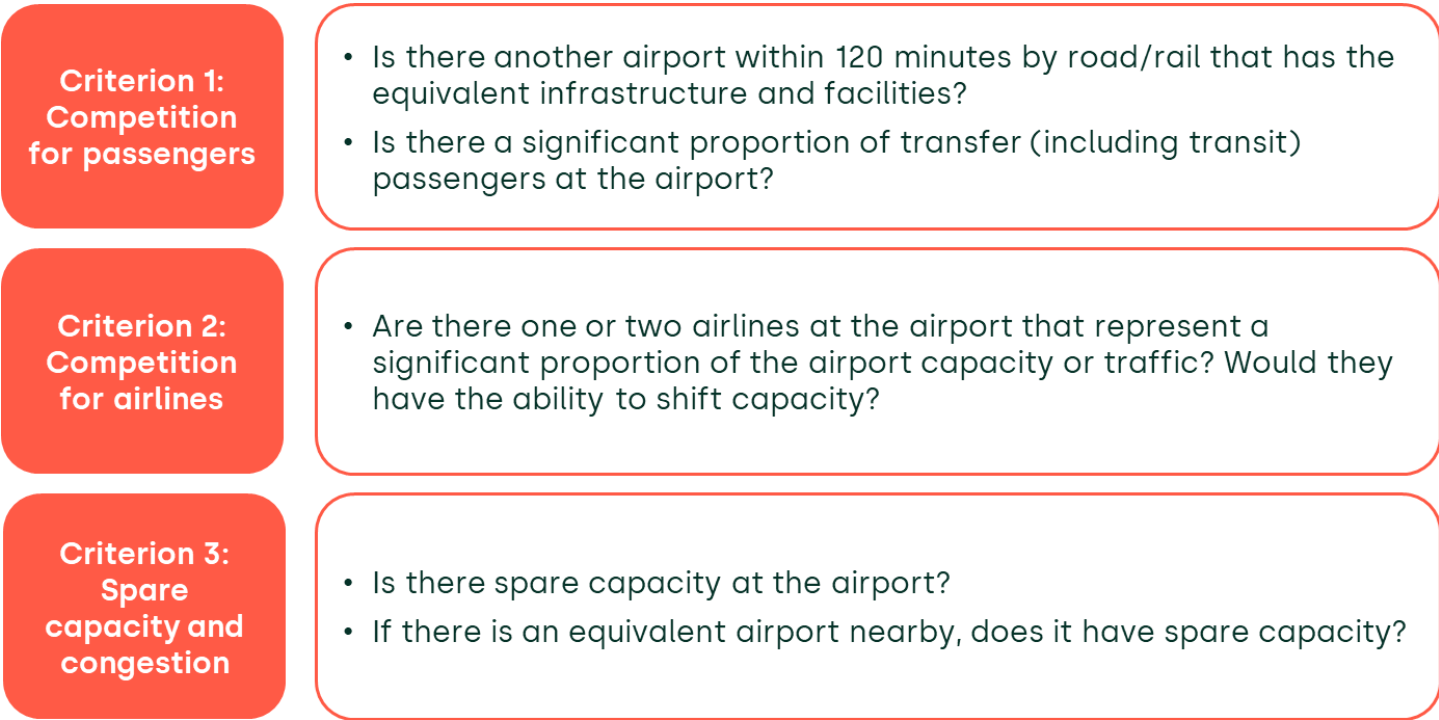 Criterion 1:
Competition
for passengers
• Is there another airport within 120 minutes by road/rail that has the
equivalent infrastructure and facilities?
• Is there a significant proportion of transfer (including transit)
passengers at the airport?
Criterion 2:
Competition
for airlines
• Are there one or two airlines at the airport that represent a
significant proportion of the airport capacity or traffic? Would they
have the ability to shift capacity?
Criterion 3:
Spare
capacity and
congestion
• Is there spare capacity at the airport?
• If there is an equivalent airport nearby, does it have spare capacity?